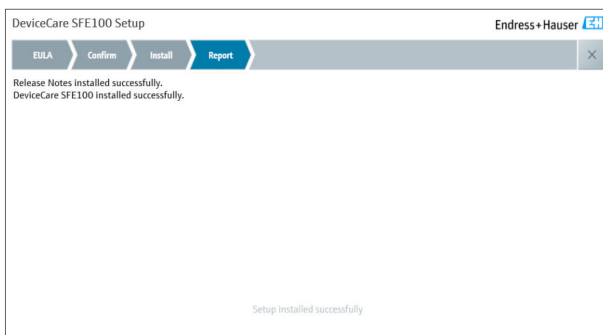 DeviceCare SFE100 Setup
Endress+Hauser EH
EULA Confirm Install Report
Release Notes installed successfully.
DeviceCare SFE100 installed successfully.
Setup installed successfully